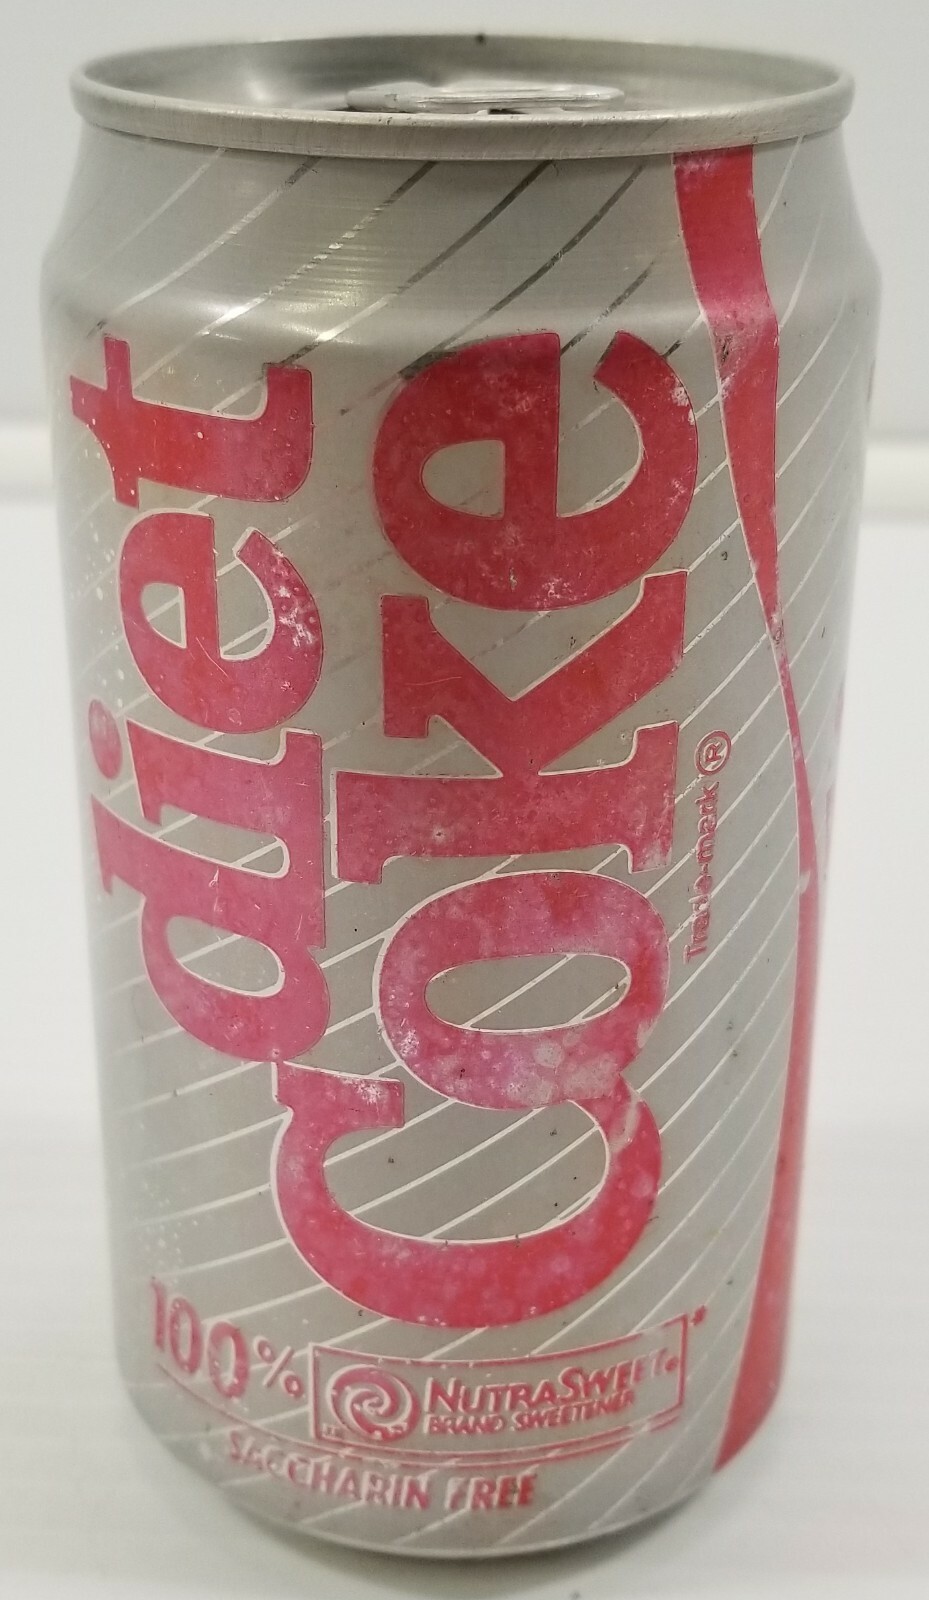 diet
Coke
Trade-mark ®
100% NUTRASWEET®*
BRAND SWEETENER
SACCHARIN FREE